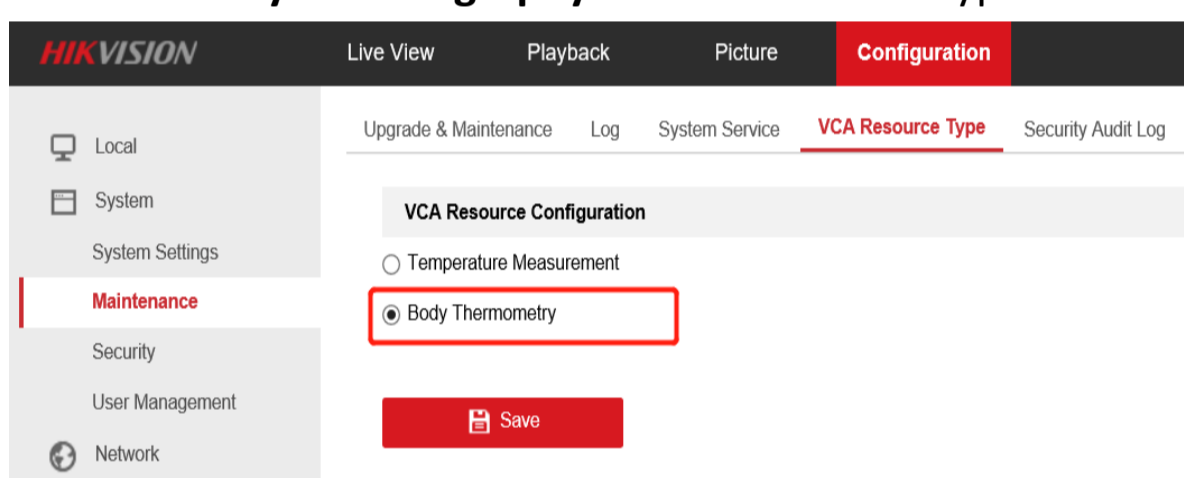 HIKVISION Live View Playback Picture Configuration
Upgrade & Maintenance Log System Service VCA Resource Type Security Audit Log
Local
System
System Settings
Maintenance
Security
User Management
Network
VCA Resource Configuration
Temperature Measurement
Body Thermometry
Save